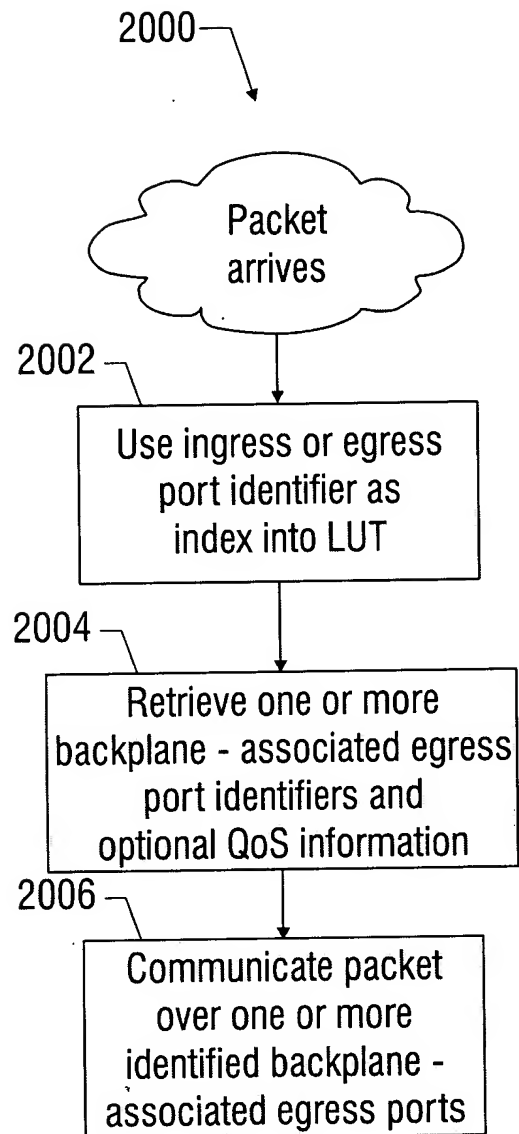 2000
Packet
arrives
2002
Use ingress or egress
port identifier as
index into LUT
2004
Retrieve one or more
backplane - associated egress
port identifiers and
optional QoS information
2006
Communicate packet
over one or more
identified backplane -
associated egress ports